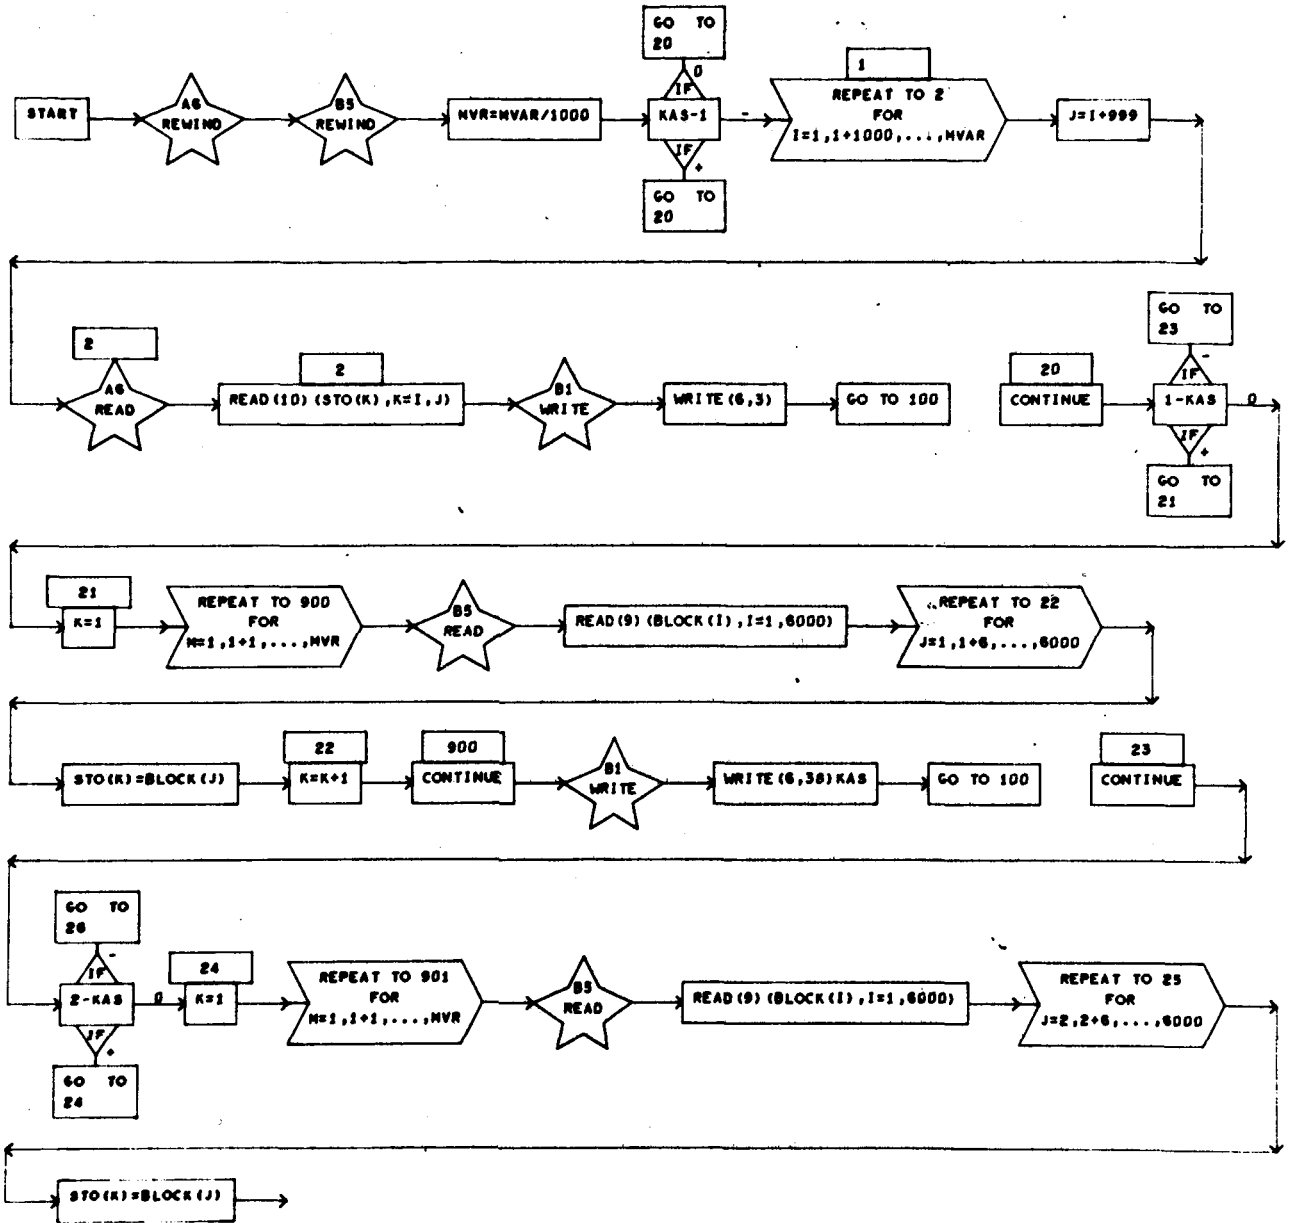 GO TO
20
0
IF
START
A6
REWIND
B5
REWIND
NVR=NVAR/1000
KAS-1
-
1
REPEAT TO 2
FOR
I=1,1+1000,...,NVAR
J=I+999
IF
+
GO TO
20
GO TO
23
-
IF
2
A6
READ
2
READ(10)(STO(K),K=I,J)
B1
WRITE
WRITE(6,3)
GO TO 100
20
CONTINUE
1-KAS
0
IF
+
GO TO
21
21
K=1
REPEAT TO 900
FOR
M=1,1+1,...,NVR
B5
READ
READ(9)(BLOCK(I),I=1,6000)
REPEAT TO 22
FOR
J=1,1+6,...,6000
STO(K)=BLOCK(J)
22
K=K+1
900
CONTINUE
B1
WRITE
WRITE(6,38)KAS
GO TO 100
23
CONTINUE
GO TO
26
-
IF
2-KAS
0
IF
+
GO TO
24
24
K=1
REPEAT TO 901
FOR
M=1,1+1,...,NVR
B5
READ
READ(9)(BLOCK(I),I=1,6000)
REPEAT TO 25
FOR
J=2,2+6,...,6000
STO(K)=BLOCK(J)